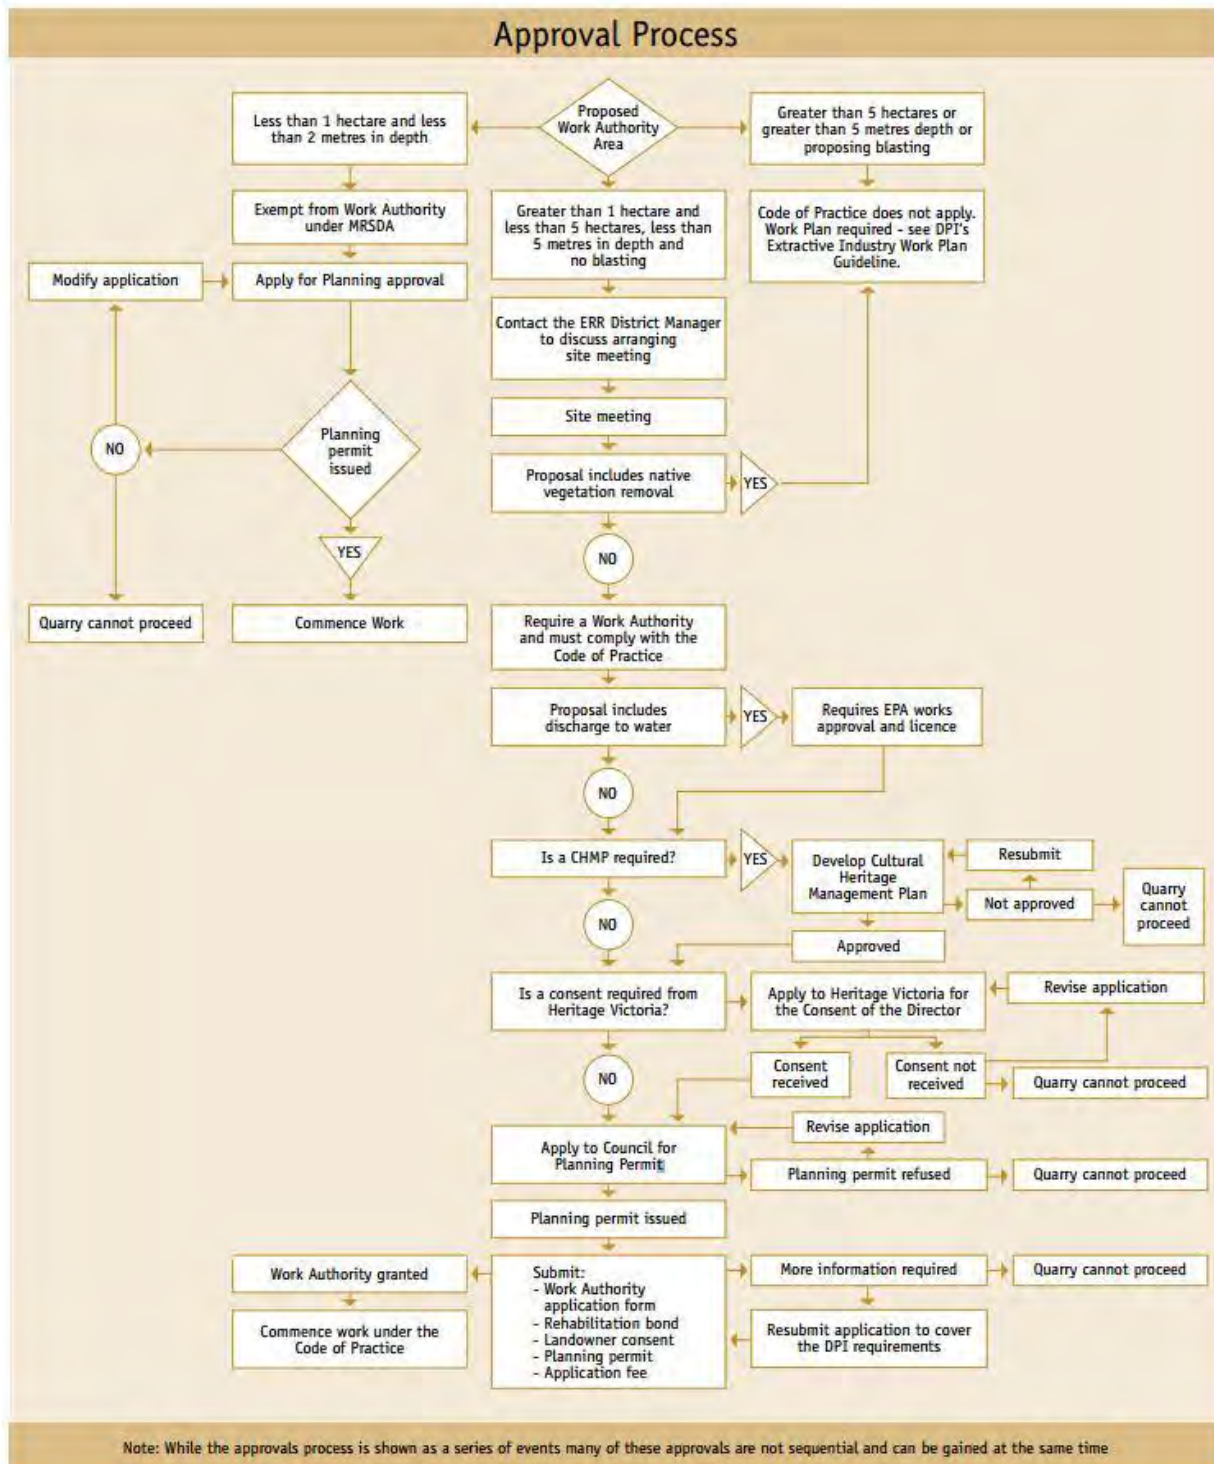 Approval Process
Less than 1 hectare and less
than 2 metres in depth
Proposed
Work Authority
Area
Greater than 5 hectares or
greater than 5 metres depth or
proposing blasting
Exempt from Work Authority
under MRSDA
Greater than 1 hectare and
less than 5 hectares, less than
5 metres in depth and
no blasting
Code of Practice does not apply.
Work Plan required - see DPI's
Extractive Industry Work Plan
Guideline.
Modify application
Apply for Planning approval
Contact the ERR District Manager
to discuss arranging
site meeting
Site meeting
Planning
permit
issued
NO
Proposal includes native
vegetation removal
YES
YES
NO
Quarry cannot proceed
Commence Work
Require a Work Authority
and must comply with the
Code of Practice
Proposal includes
discharge to water
YES
Requires EPA works
approval and licence
NO
Is a CHMP required?
YES
Develop Cultural
Heritage
Management Plan
Resubmit
Not approved
Quarry
cannot
proceed
NO
Approved
Is a consent required from
Heritage Victoria?
Apply to Heritage Victoria for
the Consent of the Director
Revise application
NO
Consent
received
Consent not
received
Quarry cannot proceed
Revise application
Apply to Council for
Planning Permit
Planning permit refused
Quarry cannot proceed
Planning permit issued
Work Authority granted
Submit:
- Work Authority
application form
- Rehabilitation bond
- Landowner consent
- Planning permit
- Application fee
More information required
Quarry cannot proceed
Commence work under the
Code of Practice
Resubmit application to cover
the DPI requirements
Note: While the approvals process is shown as a series of events many of these approvals are not sequential and can be gained at the same time